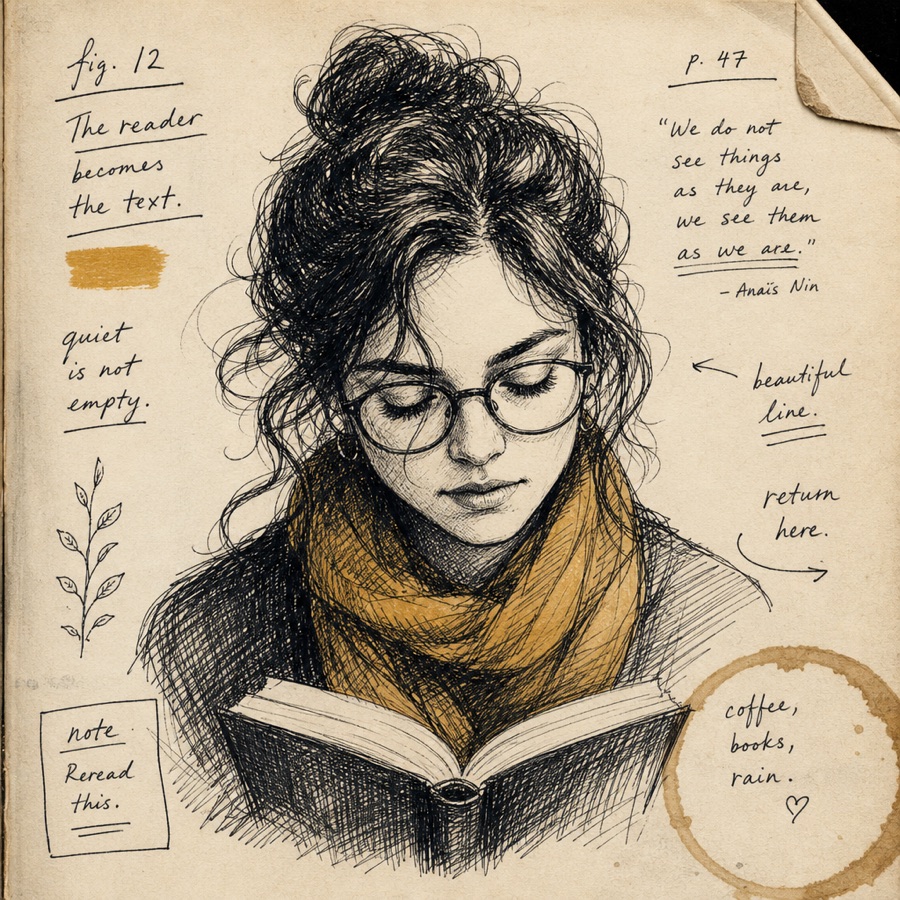 fig. 12
The reader
becomes
the text.
quiet
is not
empty.
note
Reread
this.
p. 47
“We do not
see things
as they are,
we see them
as we are.”
– Anaïs Nin
beautiful
line.
return
here.
coffee,
books,
rain.
♡